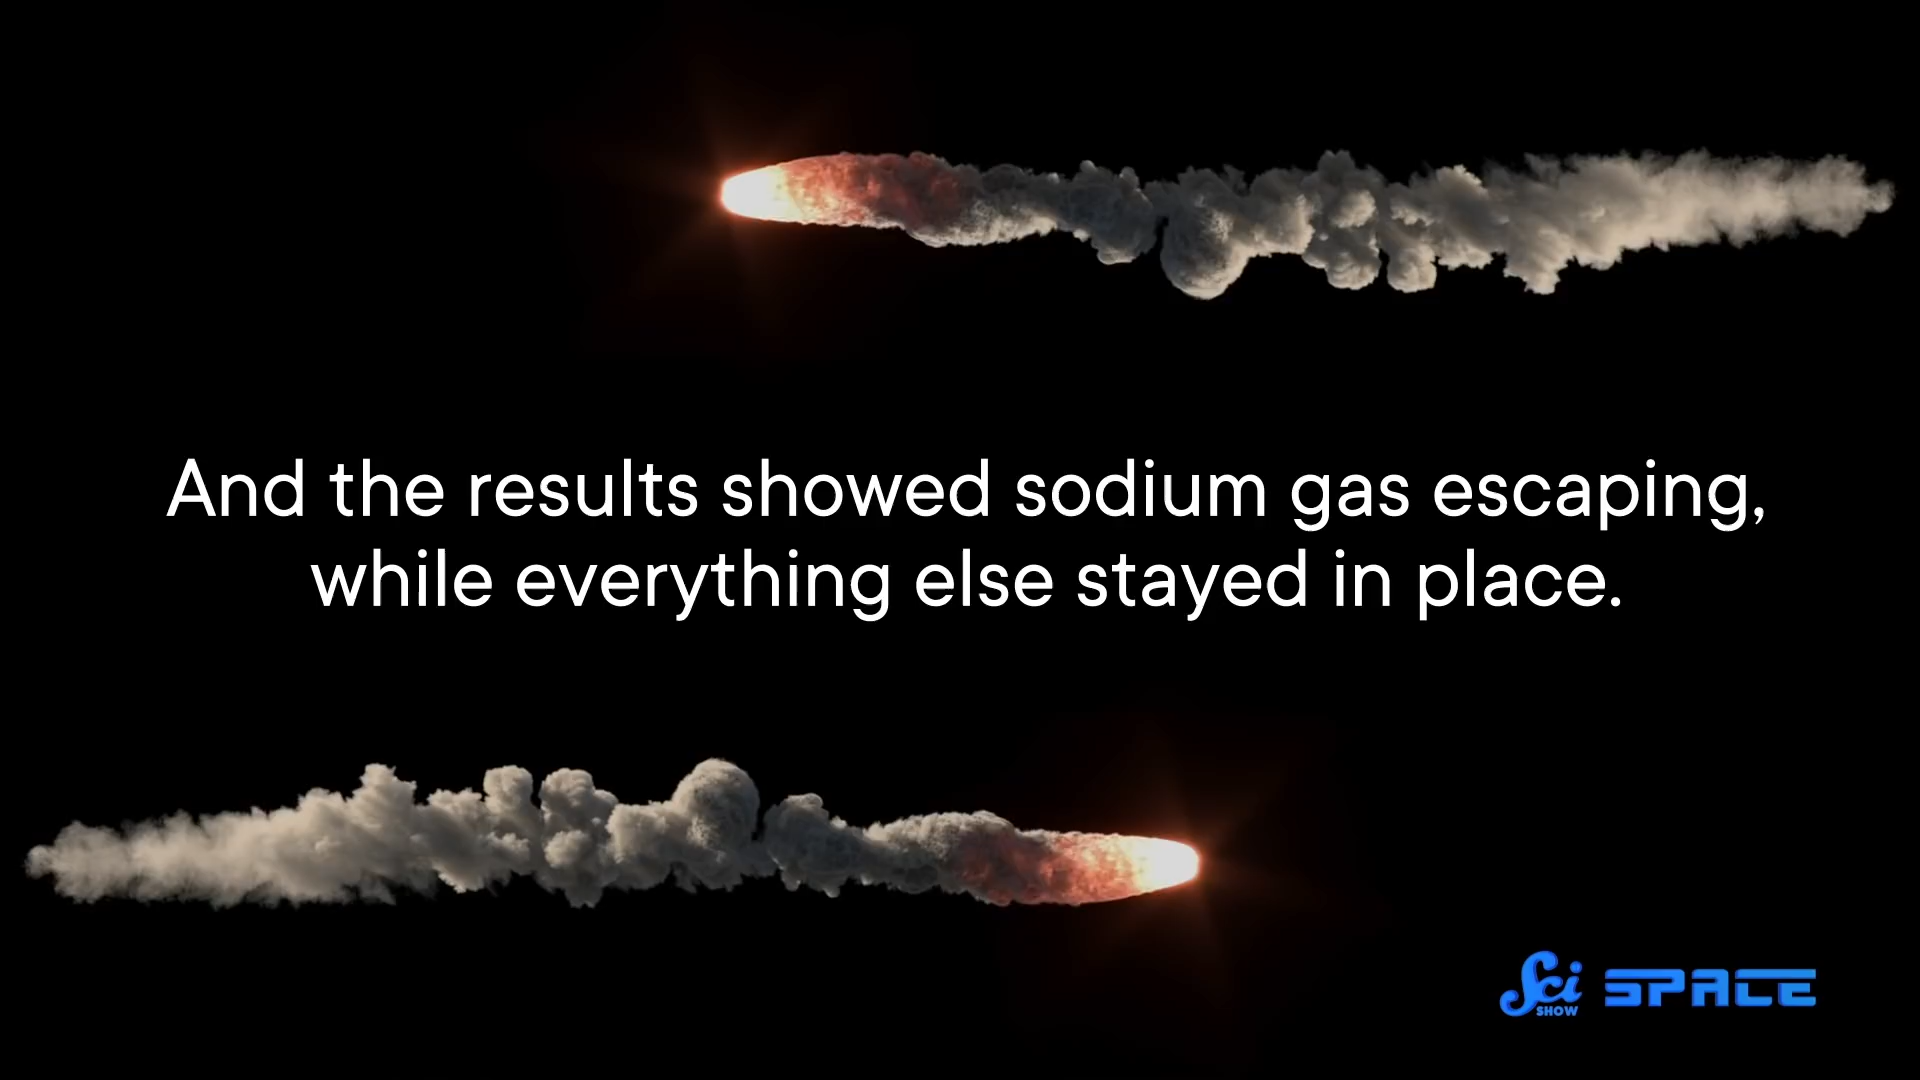 And the results showed sodium gas escaping,
while everything else stayed in place.
Sci SHOW SPACE